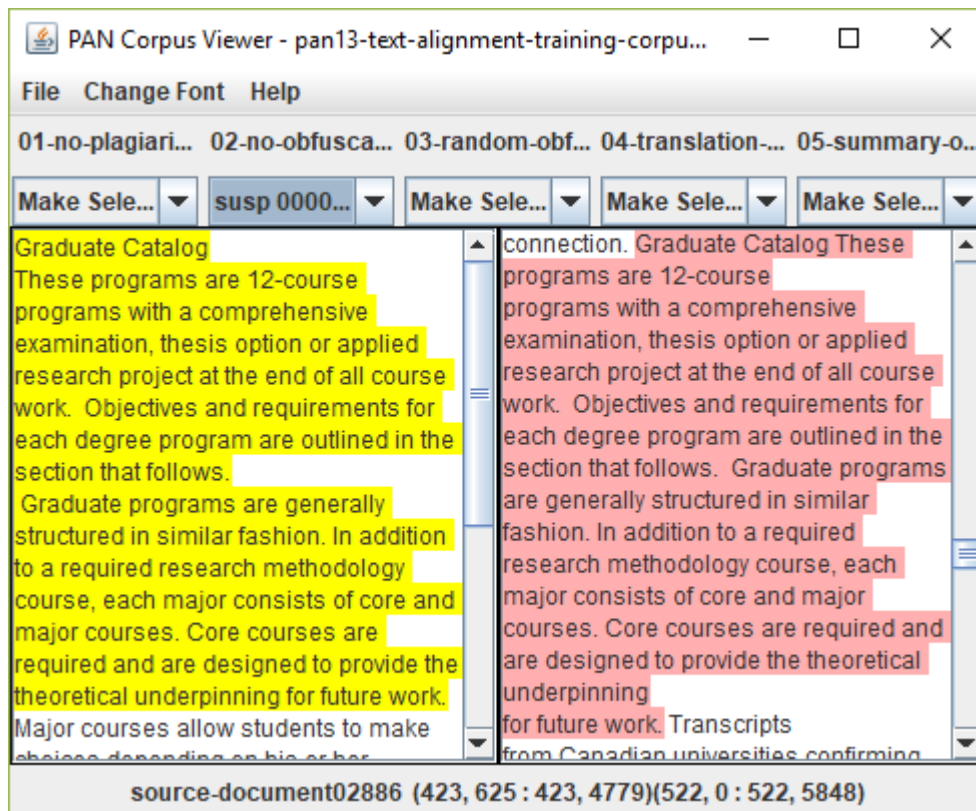 PAN Corpus Viewer - pan13-text-alignment-training-corpu...
File Change Font Help
01-no-plagiari... 02-no-obfusca... 03-random-obf... 04-translation-... 05-summary-o...
Make Sele... susp 0000... Make Sele... Make Sele... Make Sele...
Graduate Catalog
These programs are 12-course
programs with a comprehensive
examination, thesis option or applied
research project at the end of all course
work.  Objectives and requirements for
each degree program are outlined in the
section that follows.
Graduate programs are generally
structured in similar fashion. In addition
to a required research methodology
course, each major consists of core and
major courses. Core courses are
required and are designed to provide the
theoretical underpinning for future work.
Major courses allow students to make
choices depending on his or her
connection. Graduate Catalog These
programs are 12-course
programs with a comprehensive
examination, thesis option or applied
research project at the end of all course
work.  Objectives and requirements for
each degree program are outlined in the
section that follows.  Graduate programs
are generally structured in similar
fashion. In addition to a required
research methodology course, each
major consists of core and major
courses. Core courses are required and
are designed to provide the theoretical
underpinning
for future work. Transcripts
from Canadian universities confirming
source-document02886 (423, 625 : 423, 4779)(522, 0 : 522, 5848)